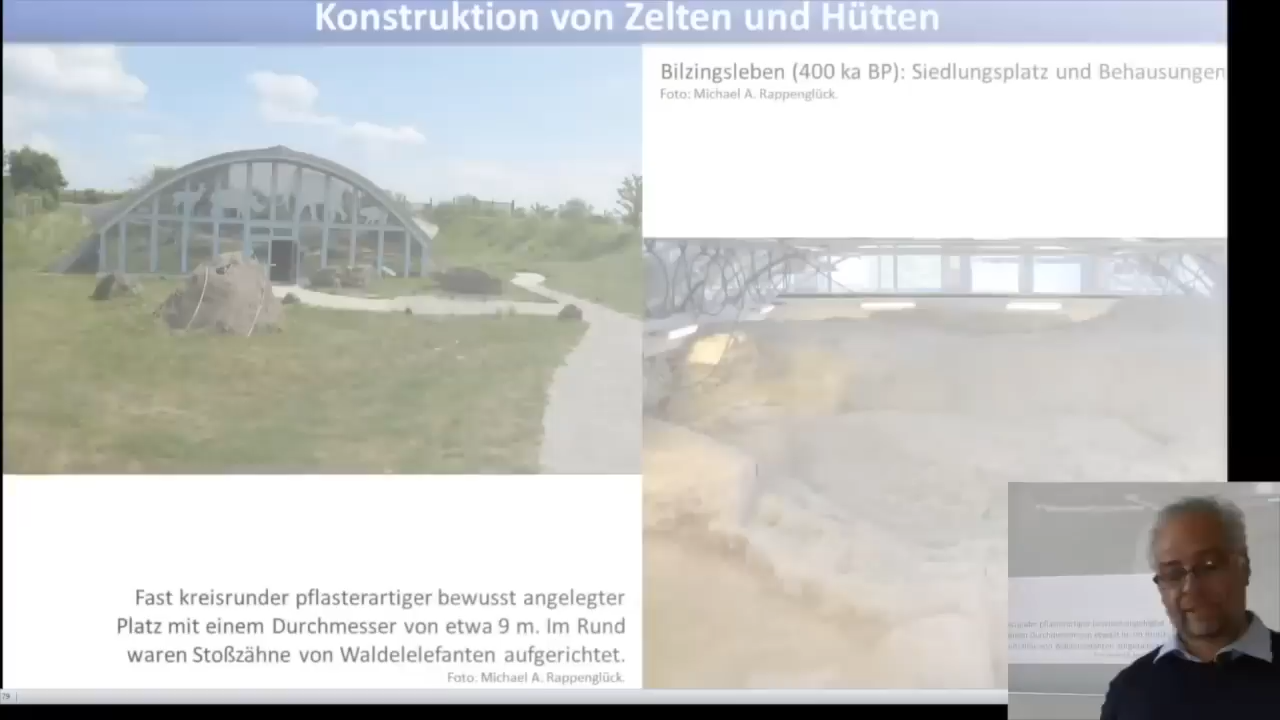 Konstruktion von Zelten und Hütten
Bilzingsleben (400 ka BP): Siedlungsplatz und Behausungen
Foto: Michael A. Rappenglück.
Fast kreisrunder pflasterartiger bewusst angelegter
Platz mit einem Durchmesser von etwa 9 m. Im Rund
waren Stoßzähne von Waldelelefanten aufgerichtet.
Foto: Michael A. Rappenglück.
79